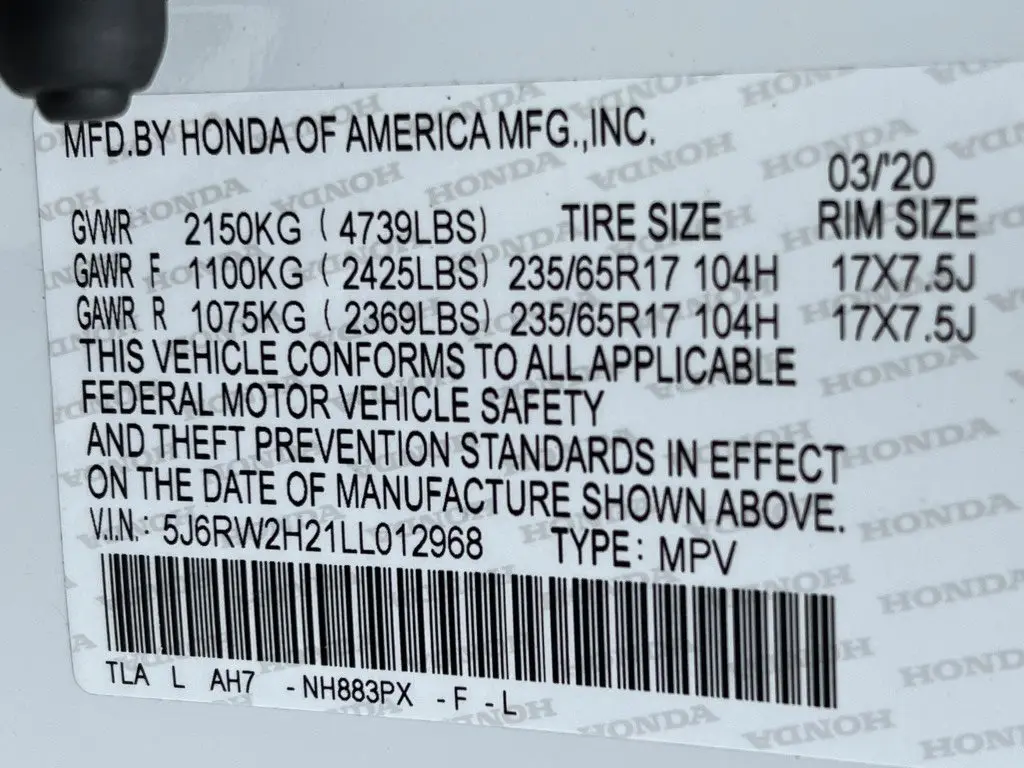 MFD.BY HONDA OF AMERICA MFG.,INC.
03/'20
GVWR 2150KG ( 4739LBS) TIRE SIZE RIM SIZE
GAWR F 1100KG ( 2425LBS) 235/65R17 104H 17X7.5J
GAWR R 1075KG ( 2369LBS) 235/65R17 104H 17X7.5J
THIS VEHICLE CONFORMS TO ALL APPLICABLE
FEDERAL MOTOR VEHICLE SAFETY
AND THEFT PREVENTION STANDARDS IN EFFECT
ON THE DATE OF MANUFACTURE SHOWN ABOVE.
V.I.N.: 5J6RW2H21LL012968 TYPE: MPV
TLA L AH7 -NH883PX -F -L